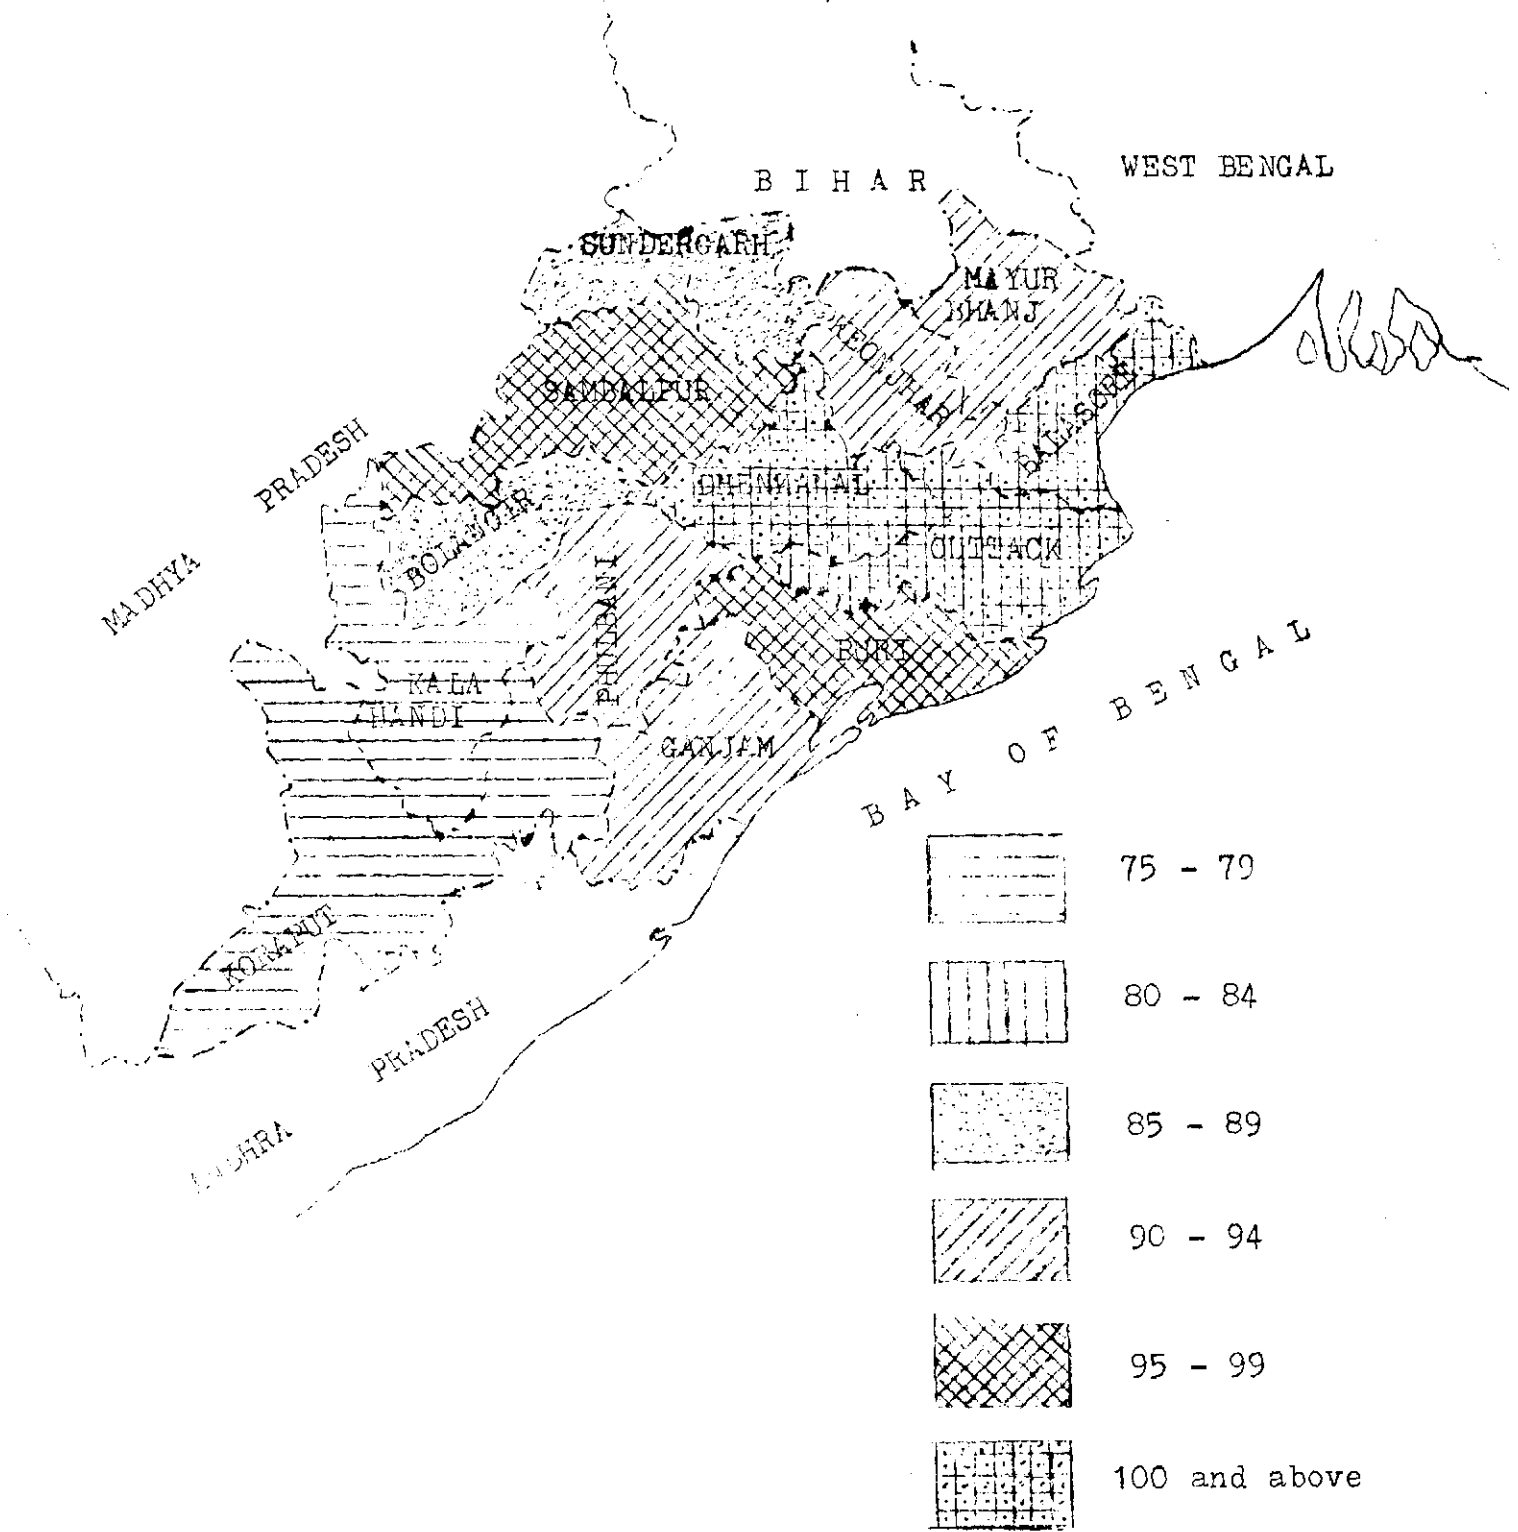 BIHAR
WEST BENGAL
SUNDERGARH
MAYUR
BHANJ
KEONJHAR
SAMBALPUR
BALASORE
MADHYA PRADESH
DHENKANAL
BOLANGIR
CUTTACK
PHULBANI
PURI
KALA
HANDI
GANJAM
BAY OF BENGAL
KORAPUT
ANDHRA PRADESH
75 - 79
80 - 84
85 - 89
90 - 94
95 - 99
100 and above